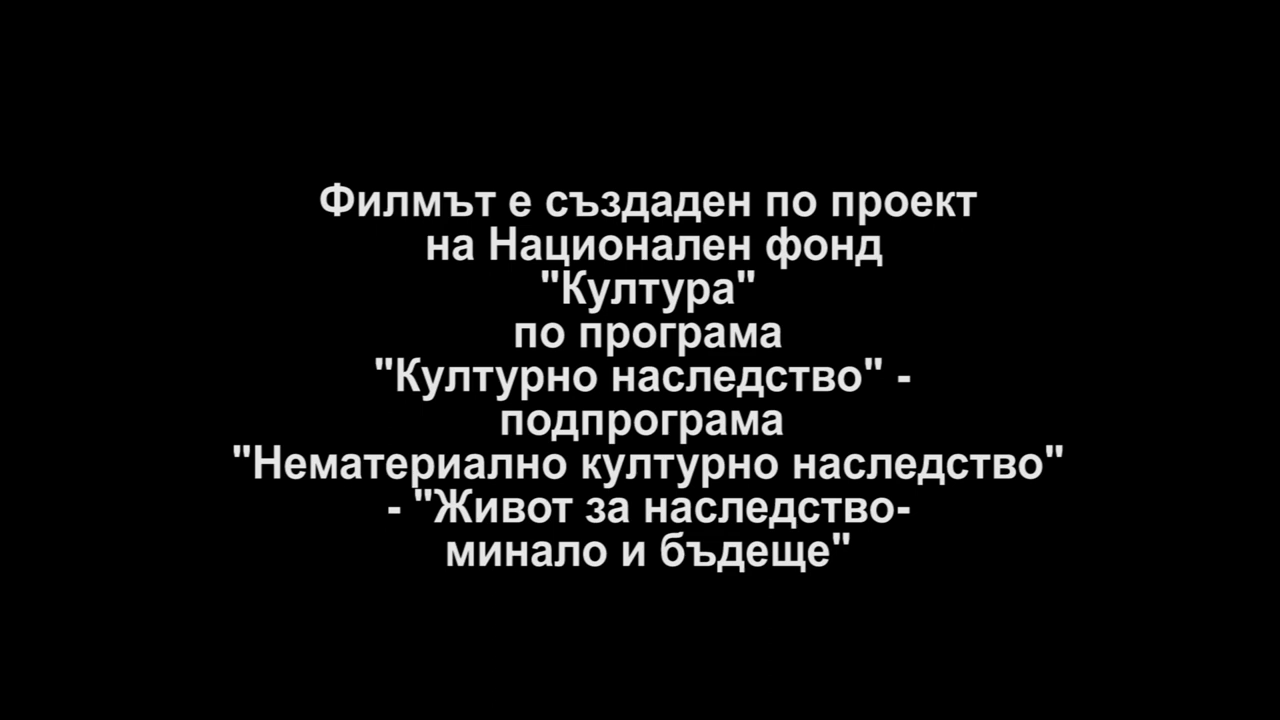 Филмът е създаден по проект
на Национален фонд
"Култура"
по програма
"Културно наследство" -
подпрограма
"Нематериално културно наследство"
- "Живот за наследство-
минало и бъдеще"